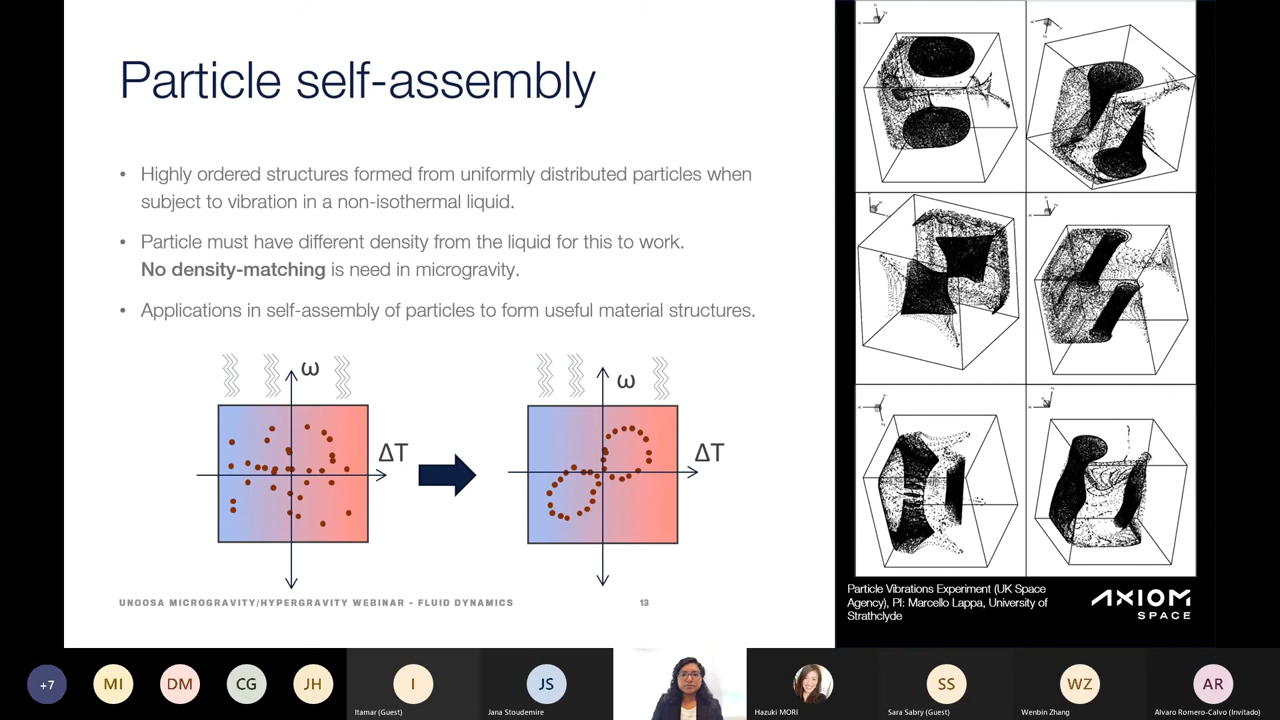 Particle self-assembly
• Highly ordered structures formed from uniformly distributed particles when
subject to vibration in a non-isothermal liquid.
• Particle must have different density from the liquid for this to work.
No density-matching is need in microgravity.
• Applications in self-assembly of particles to form useful material structures.
ω
ΔT
ω
ΔT
UNOOSA MICROGRAVITY/HYPERGRAVITY WEBINAR - FLUID DYNAMICS
13
Particle Vibrations Experiment (UK Space
Agency), PI: Marcello Lappa, University of
Strathclyde
AXIOM
SPACE
+7
MI
DM
CG
JH
I
Itamar (Guest)
JS
Jana Stoudemire
Hazuki MORI
SS
Sara Sabry (Guest)
WZ
Wenbin Zhang
AR
Alvaro Romero-Calvo (Invitado)